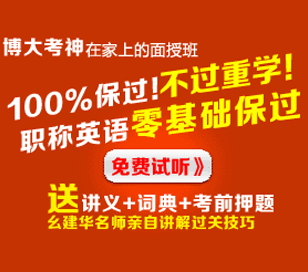 博大考神在家上的面授班
100%保过!不过重学!
职称英语零基础保过
免费试听》
送讲义+词典+考前押题
幺建华名师亲自讲解过关技巧